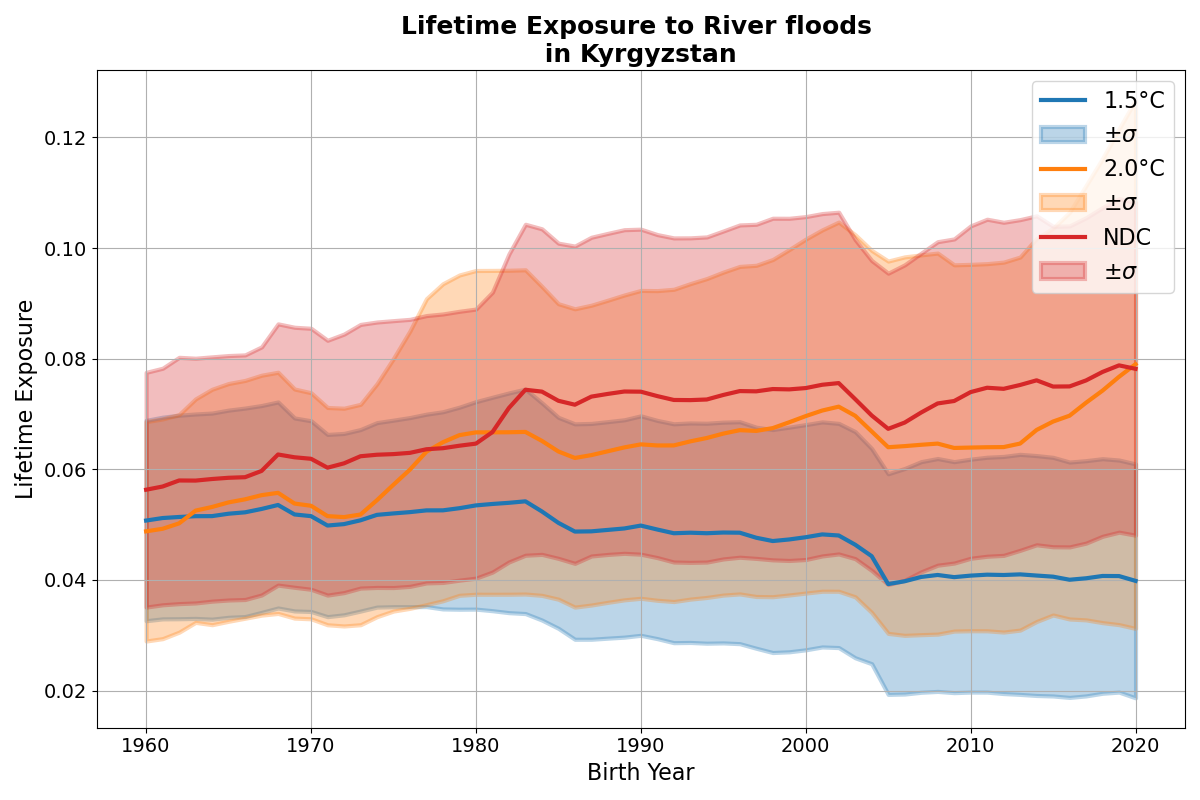 Lifetime Exposure to River floods
in Kyrgyzstan
1.5°C
±σ
2.0°C
±σ
NDC
±σ
Lifetime Exposure
0.12
0.10
0.08
0.06
0.04
0.02
1960 1970 1980 1990 2000 2010 2020
Birth Year